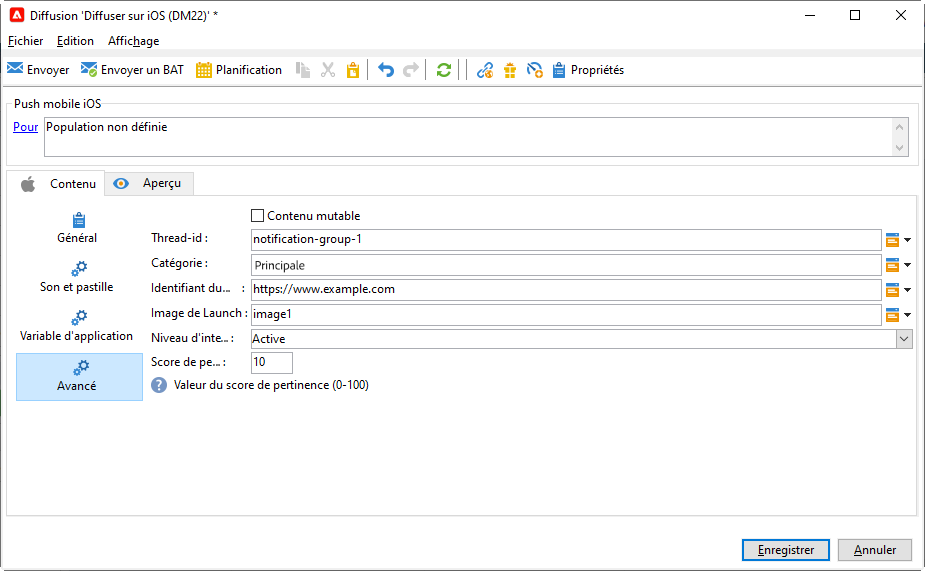 Diffusion 'Diffuser sur iOS (DM22)' *
Fichier Edition Affichage
Envoyer Envoyer un BAT Planification Propriétés
Push mobile iOS
Pour Population non définie
Contenu Aperçu
Général
Son et pastille
Variable d'application
Avancé
Contenu mutable
Thread-id : notification-group-1
Catégorie : Principale
Identifiant du... : https://www.example.com
Image de Launch : image1
Niveau d'inte... : Active
Score de pe... : 10
? Valeur du score de pertinence (0-100)
Enregistrer Annuler